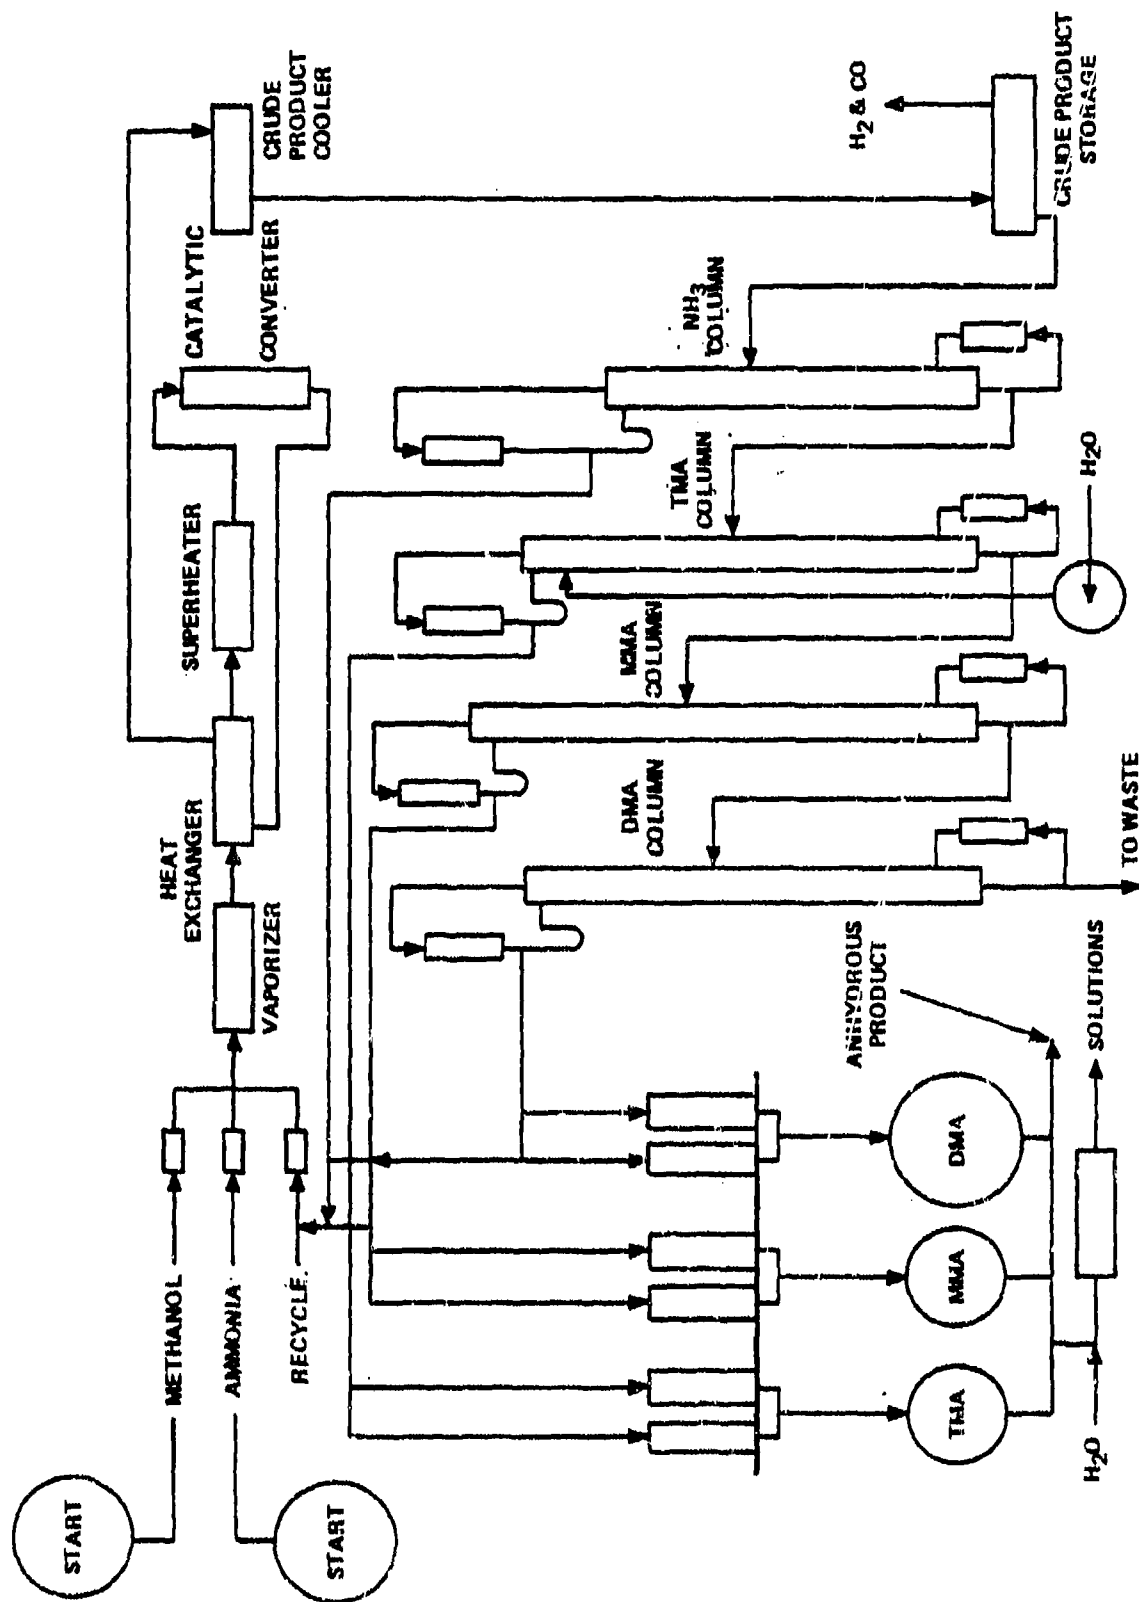 START
START
METHANOL
AMMONIA
RECYCLE
VAPORIZER
HEAT
EXCHANGER
SUPERHEATER
CATALYTIC
CONVERTER
CRUDE
PRODUCT
COOLER
NH3
COLUMN
TMA
COLUMN
MMA
COLUMN
DMA
COLUMN
H2 & CO
CRUDE PRODUCT
STORAGE
H2O
TO WASTE
ANHYDROUS
PRODUCT
TMA
MMA
DMA
H2O
SOLUTIONS